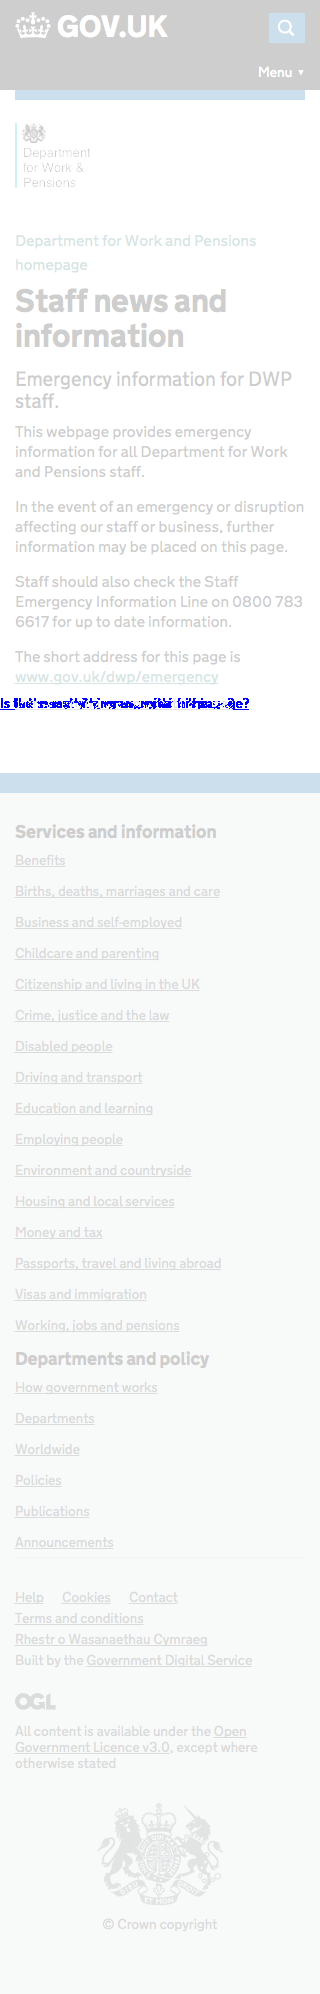 GOV.UK
Menu ▼
Department
for Work &
Pensions
Department for Work and Pensions
homepage
Staff news and
information
Emergency information for DWP
staff.
This webpage provides emergency
information for all Department for Work
and Pensions staff.
In the event of an emergency or disruption
affecting our staff or business, further
information may be placed on this page.
Staff should also check the Staff
Emergency Information Line on 0800 783
6617 for up to date information.
The short address for this page is
www.gov.uk/dwp/emergency
Services and information
Benefits
Births, deaths, marriages and care
Business and self-employed
Childcare and parenting
Citizenship and living in the UK
Crime, justice and the law
Disabled people
Driving and transport
Education and learning
Employing people
Environment and countryside
Housing and local services
Money and tax
Passports, travel and living abroad
Visas and immigration
Working, jobs and pensions
Departments and policy
How government works
Departments
Worldwide
Policies
Publications
Announcements
Help Cookies Contact
Terms and conditions
Rhestr o Wasanaethau Cymraeg
Built by the Government Digital Service
OGL
All content is available under the Open
Government Licence v3.0, except where
otherwise stated
© Crown copyright